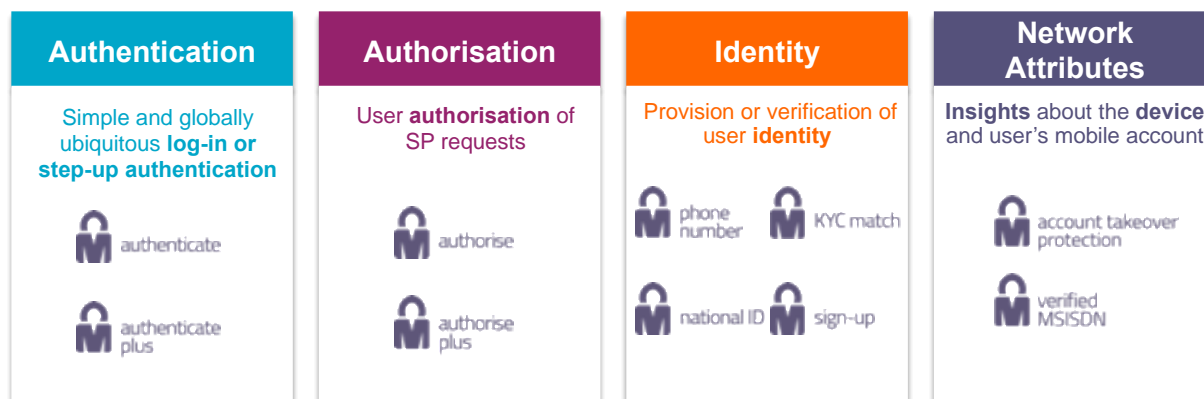 Authentication
Simple and globally
ubiquitous log-in or
step-up authentication
authenticate
authenticate
plus
Authorisation
User authorisation of
SP requests
authorise
authorise
plus
Identity
Provision or verification of
user identity
phone
number
KYC match
national ID
sign-up
Network
Attributes
Insights about the device
and user's mobile account
account takeover
protection
verified
MSISDN